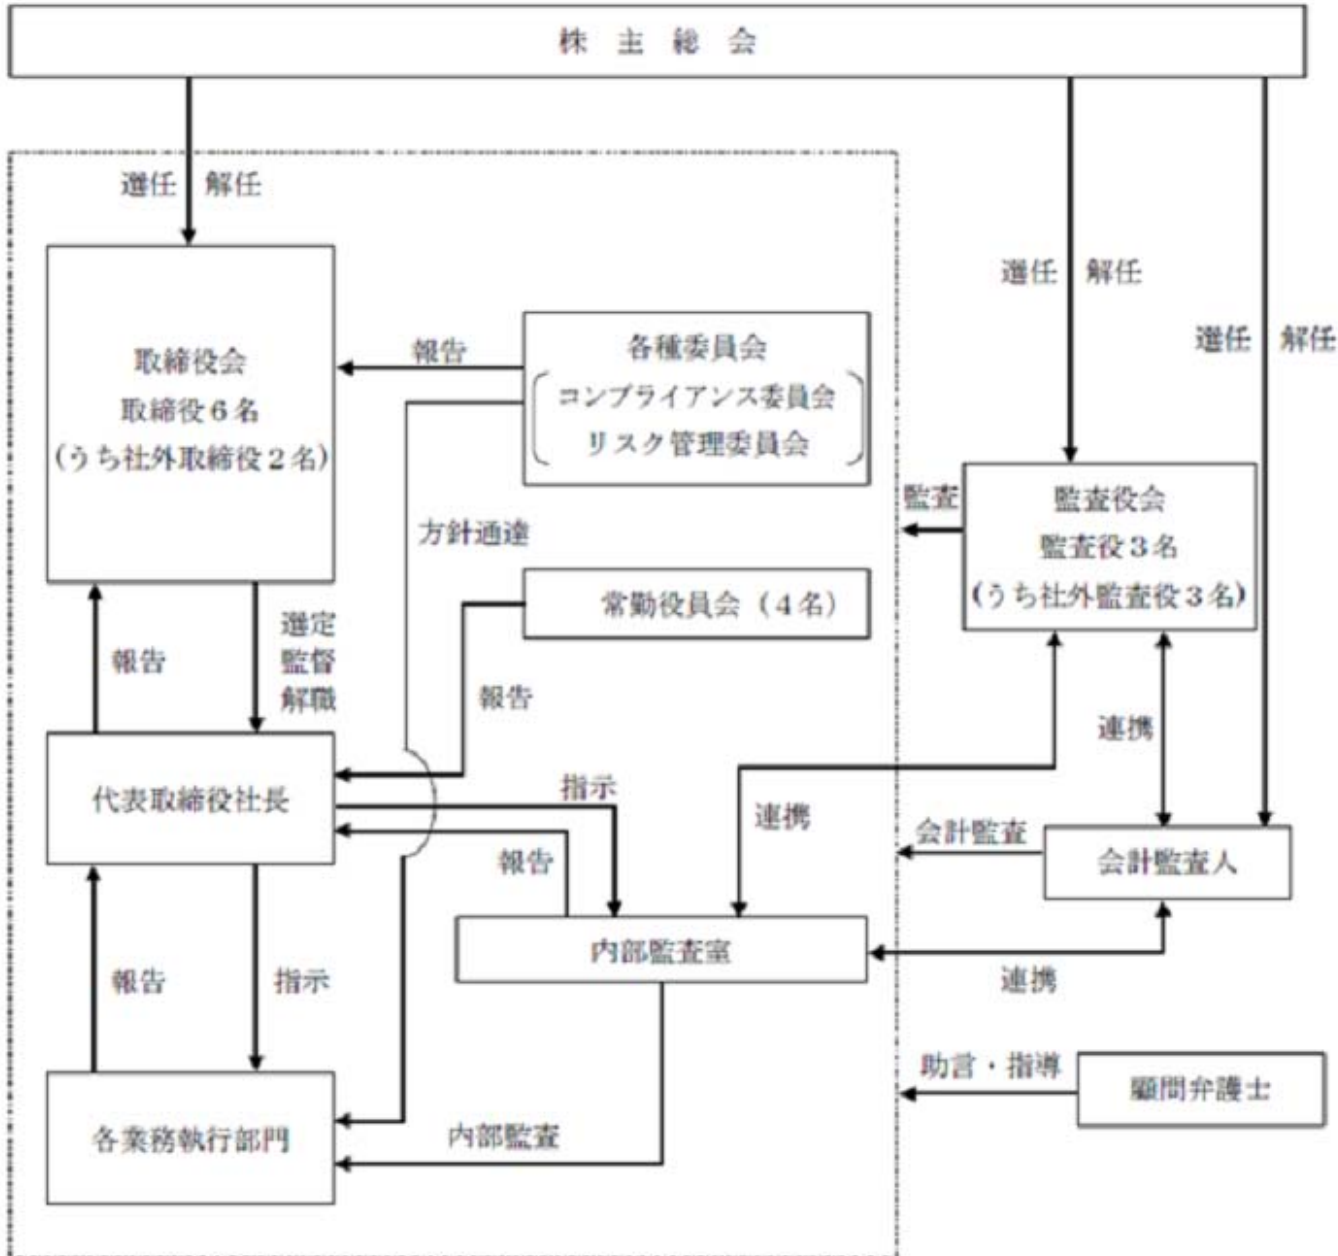 株主総会
選任 解任
選任 解任
選任 解任
取締役会
取締役6名
(うち社外取締役2名)
報告
各種委員会
コンプライアンス委員会
リスク管理委員会
監査
監査役会
監査役3名
(うち社外監査役3名)
方針通達
常勤役員会（4名）
報告
選定
監督
解職
報告
連携
代表取締役社長
指示
連携
報告
会計監査
会計監査人
内部監査室
報告
指示
連携
助言・指導
顧問弁護士
各業務執行部門
内部監査